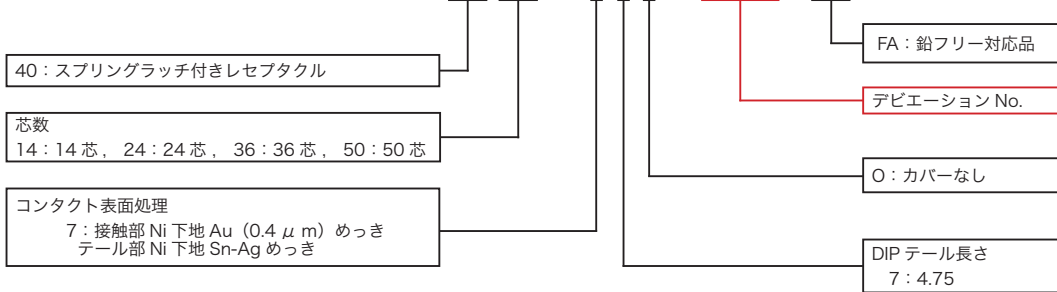 40：スプリングラッチ付きレセプタクル
芯数
14：14 芯 ,　24：24 芯 ,　36：36 芯 ,　50：50 芯
コンタクト表面処理
7：接触部 Ni 下地 Au（0.4 μ m）めっき
テール部 Ni 下地 Sn-Ag めっき
FA：鉛フリー対応品
デビエーション No.
O：カバーなし
DIP テール長さ
7：4.75